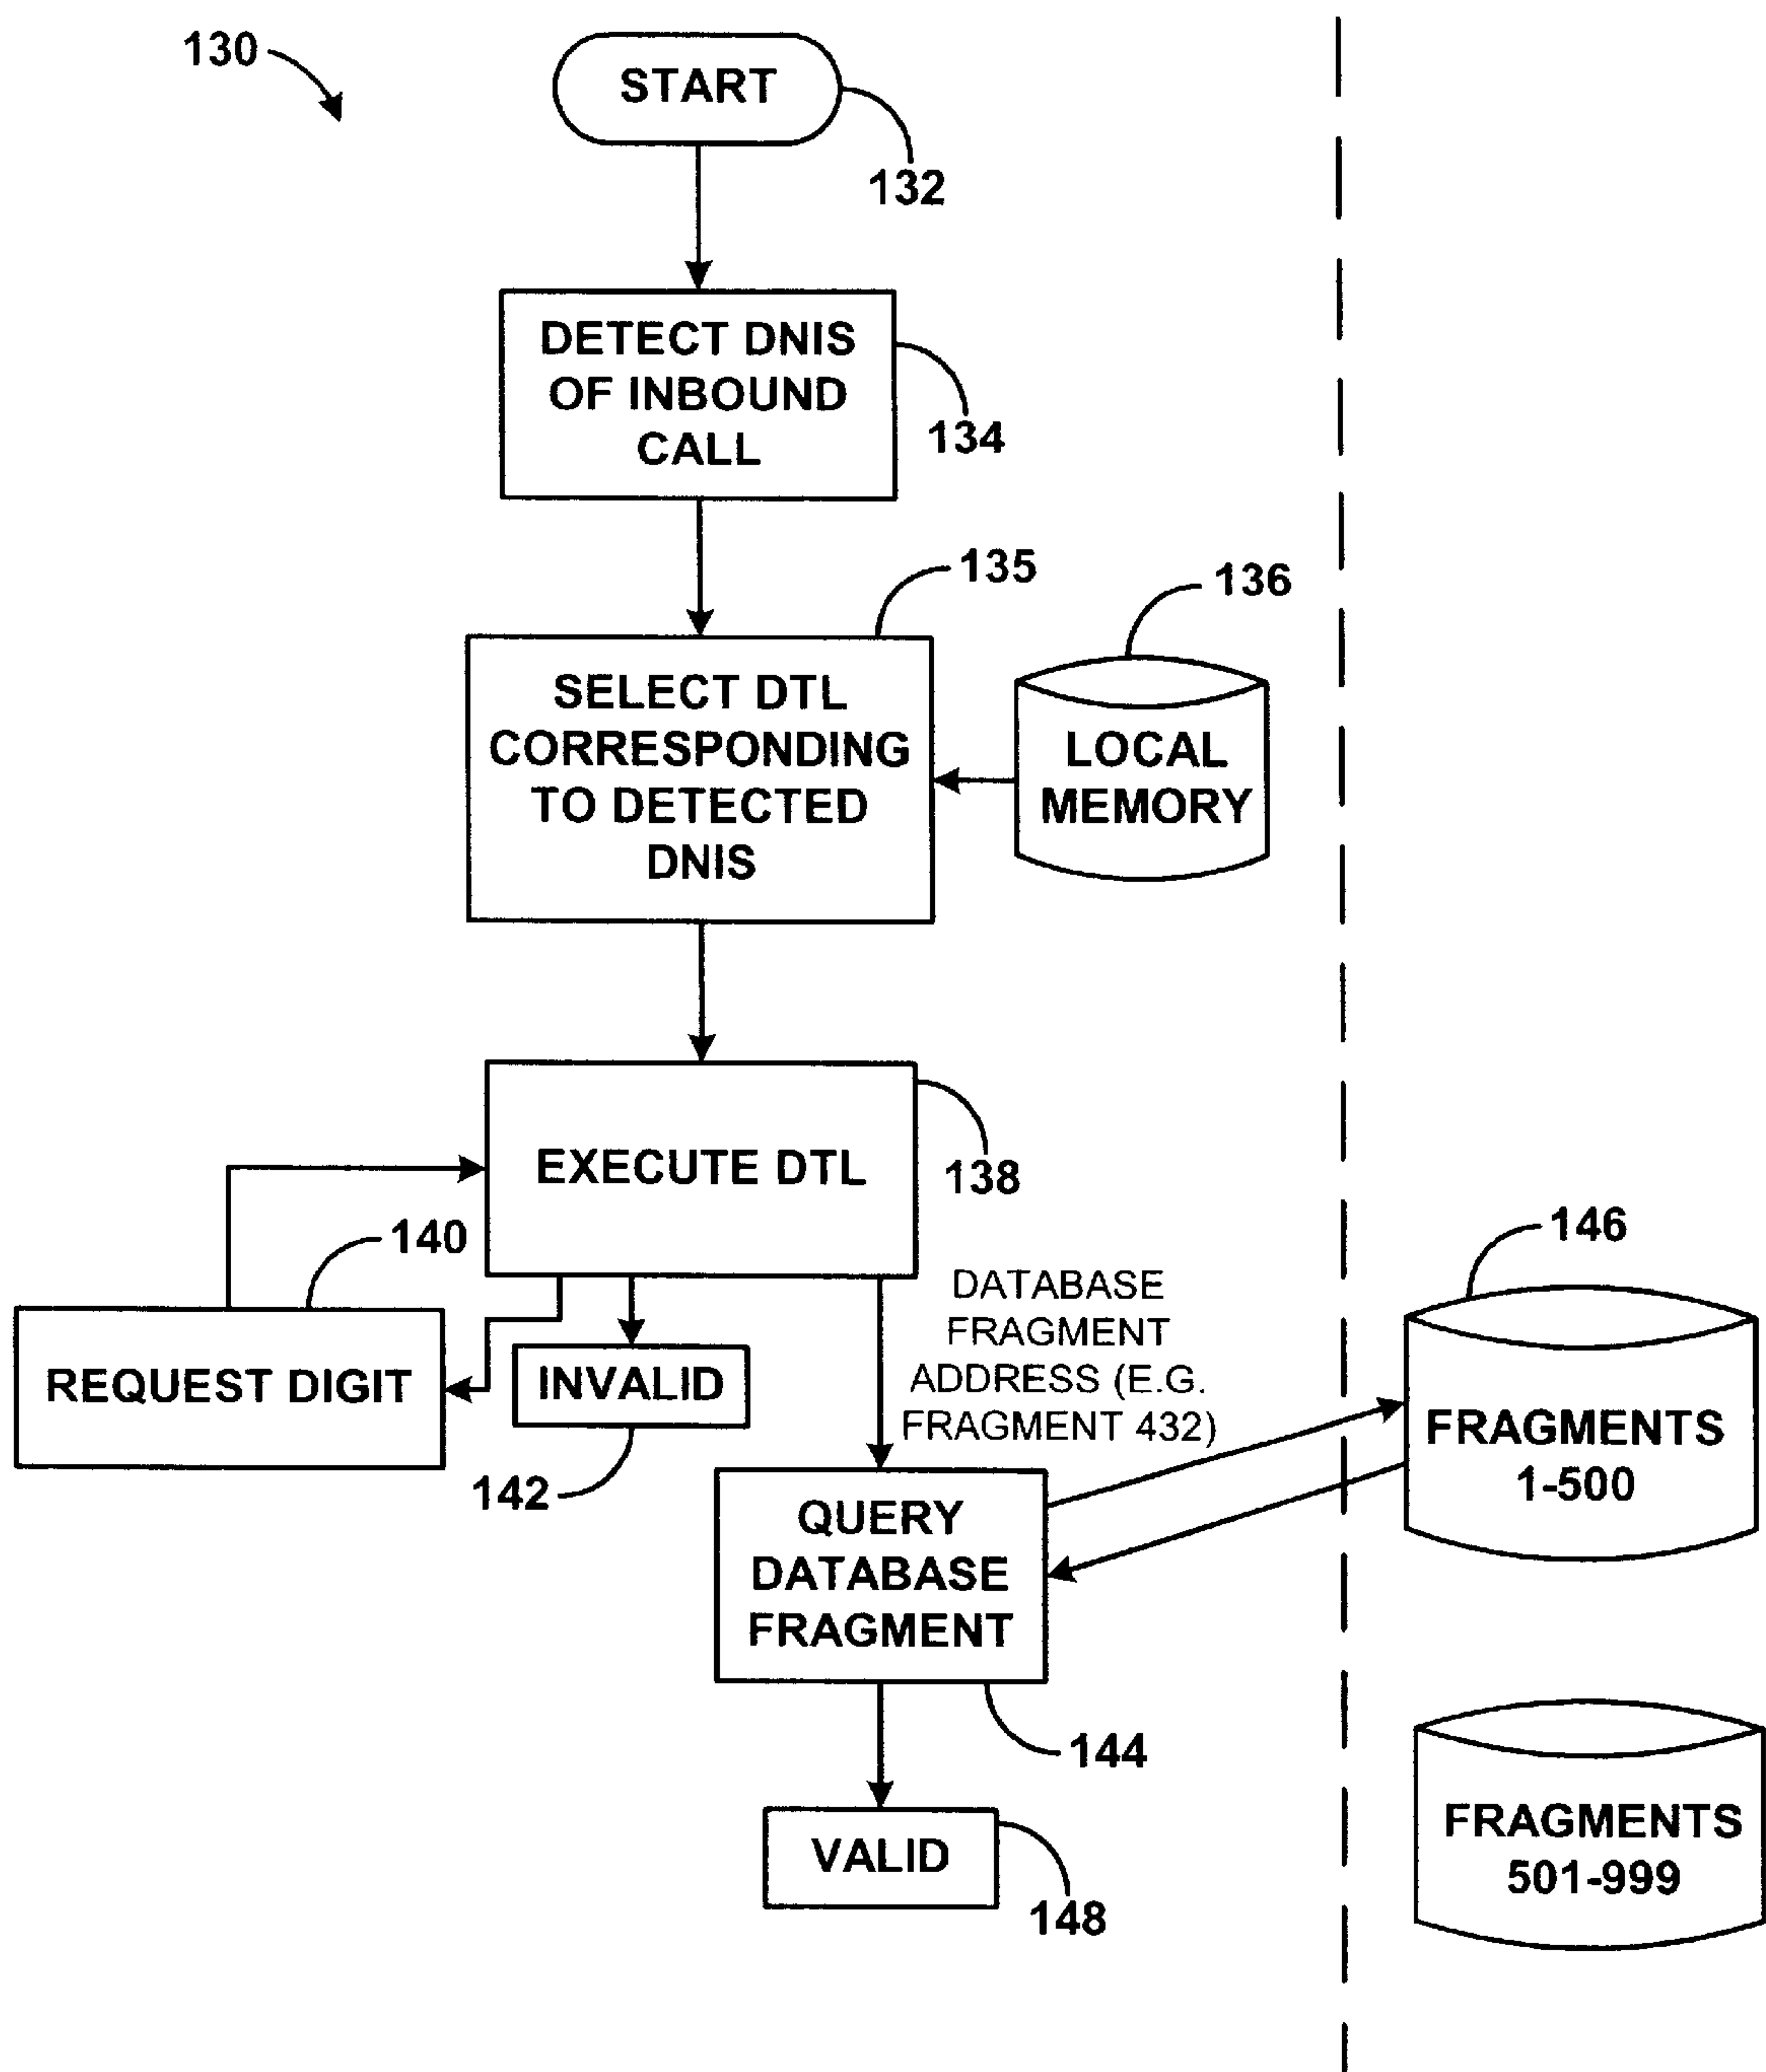 130
START
132
DETECT DNIS
OF INBOUND
CALL
134
135
136
SELECT DTL
CORRESPONDING
TO DETECTED
DNIS
LOCAL
MEMORY
EXECUTE DTL
138
140
REQUEST DIGIT
INVALID
142
DATABASE
FRAGMENT
ADDRESS (E.G.
FRAGMENT 432)
146
FRAGMENTS
1-500
QUERY
DATABASE
FRAGMENT
144
VALID
148
FRAGMENTS
501-999